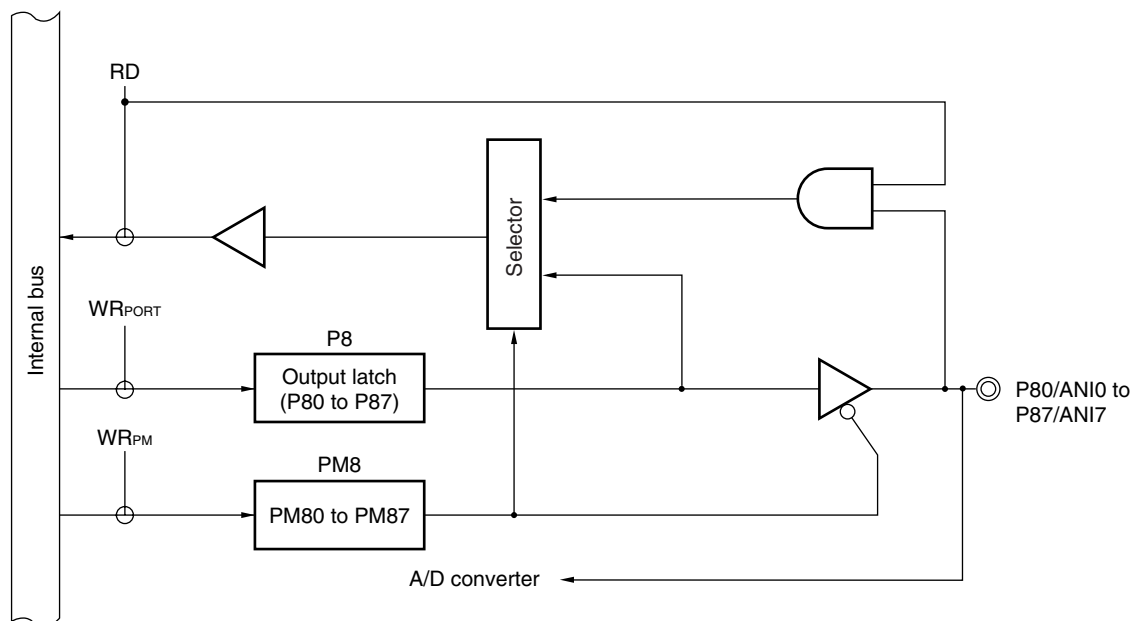 RD
Selector
Internal bus
WRPORT
P8
Output latch
(P80 to P87)
P80/ANI0 to
P87/ANI7
WRPM
PM8
PM80 to PM87
A/D converter